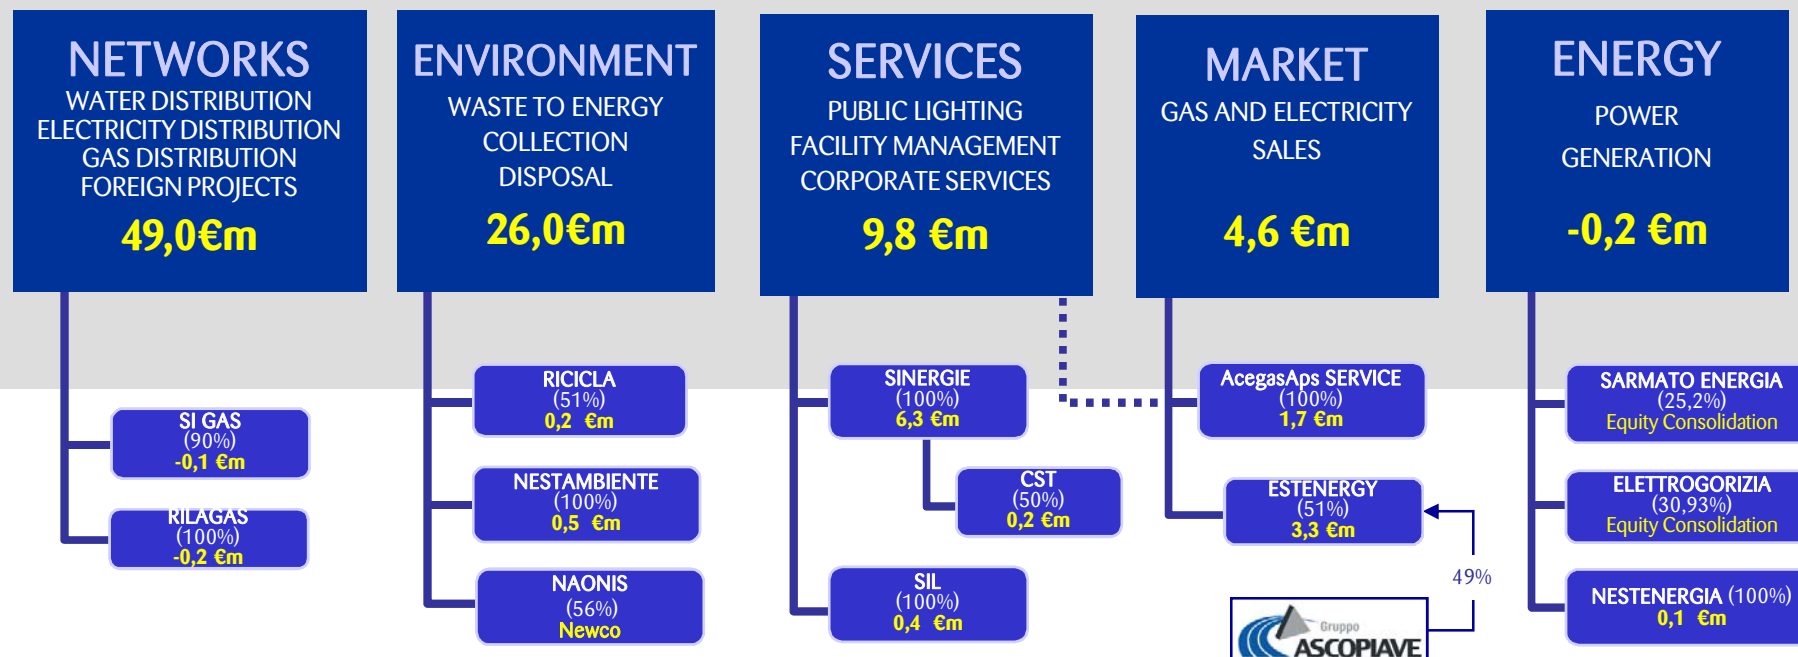 NETWORKS
WATER DISTRIBUTION
ELECTRICITY DISTRIBUTION
GAS DISTRIBUTION
FOREIGN PROJECTS
49,0€m
ENVIRONMENT
WASTE TO ENERGY
COLLECTION
DISPOSAL
26,0€m
SERVICES
PUBLIC LIGHTING
FACILITY MANAGEMENT
CORPORATE SERVICES
9,8 €m
MARKET
GAS AND ELECTRICITY
SALES
4,6 €m
ENERGY
POWER
GENERATION
-0,2 €m
SI GAS
(90%)
-0,1 €m
RILAGAS
(100%)
-0,2 €m
RICICLA
(51%)
0,2 €m
NESTAMBIENTE
(100%)
0,5 €m
NAONIS
(56%)
Newco
SINERGIE
(100%)
6,3 €m
CST
(50%)
0,2 €m
SIL
(100%)
0,4 €m
AcegasAps SERVICE
(100%)
1,7 €m
ESTENERGY
(51%)
3,3 €m
49%
Gruppo
ASCOPIAVE
SARMATO ENERGIA
(25,2%)
Equity Consolidation
ELETTROGORIZIA
(30,93%)
Equity Consolidation
NESTENERGIA (100%)
0,1 €m